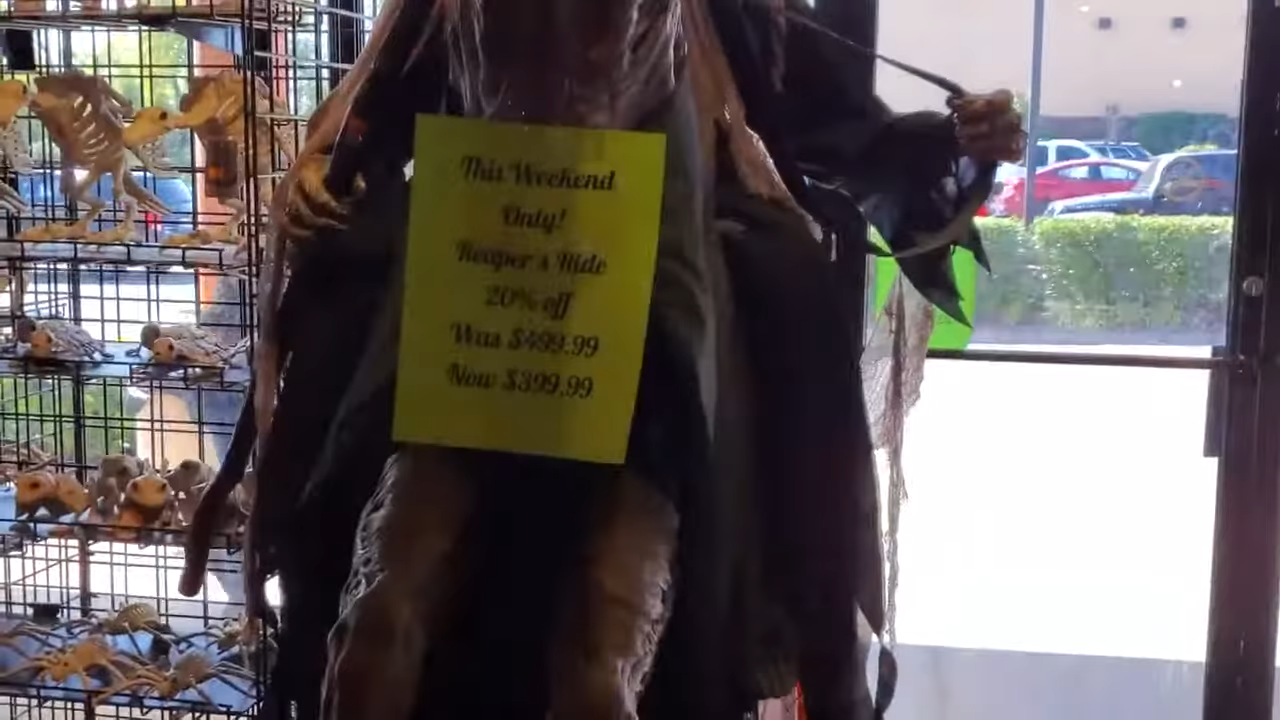 This Weekend
Only!
Reaper's Ride
20% off
Was $499.99
Now $399.99